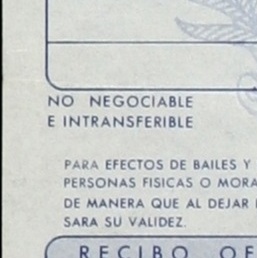 NO NEGOCIABLE
E INTRANSFERIBLE
PARA EFECTOS DE BAILES Y
PERSONAS FISICAS O MORA
DE MANERA QUE AL DEJAR
SARA SU VALIDEZ.
RECIBO OF